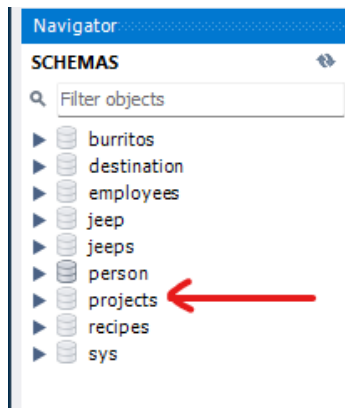 Navigator
SCHEMAS
Filter objects
burritos
destination
employees
jeep
jeeps
person
projects
recipes
sys